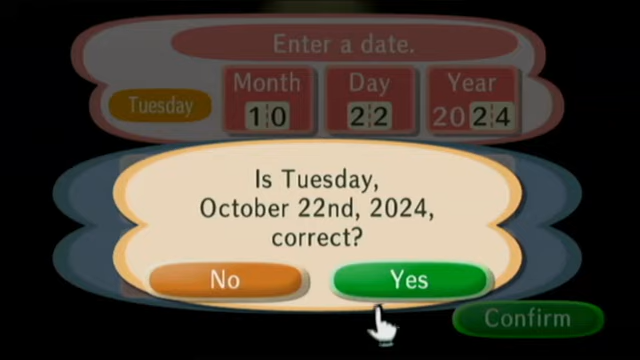 Enter a date.
Tuesday
Month
Day
Year
10
22
2024
Is Tuesday,
October 22nd, 2024,
correct?
No
Yes
Confirm